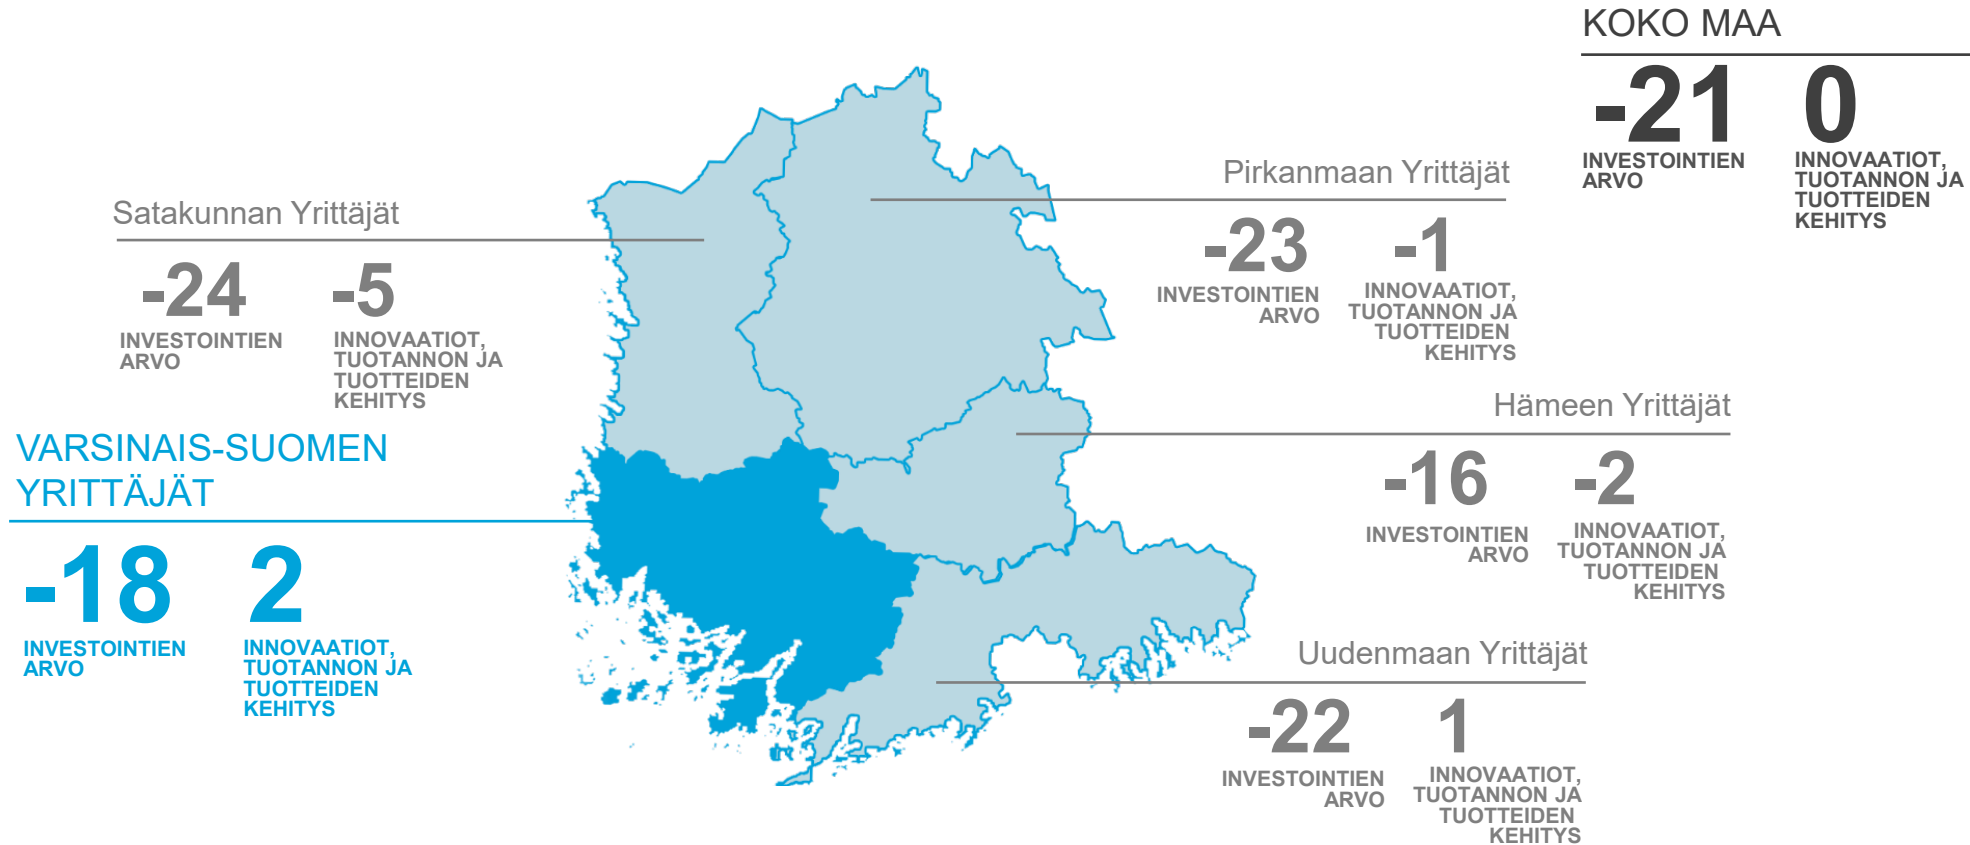 KOKO MAA
-21 0
INVESTOINTIEN
ARVO
INNOVAATIOT,
TUOTANNON JA
TUOTTEIDEN
KEHITYS
Pirkanmaan Yrittäjät
-23 -1
INVESTOINTIEN
ARVO
INNOVAATIOT,
TUOTANNON JA
TUOTTEIDEN
KEHITYS
Satakunnan Yrittäjät
-24 -5
INVESTOINTIEN
ARVO
INNOVAATIOT,
TUOTANNON JA
TUOTTEIDEN
KEHITYS
Hämeen Yrittäjät
-16 -2
INVESTOINTIEN
ARVO
INNOVAATIOT,
TUOTANNON JA
TUOTTEIDEN
KEHITYS
VARSINAIS-SUOMEN
YRITTÄJÄT
-18 2
INVESTOINTIEN
ARVO
INNOVAATIOT,
TUOTANNON JA
TUOTTEIDEN
KEHITYS
Uudenmaan Yrittäjät
-22 1
INVESTOINTIEN
ARVO
INNOVAATIOT,
TUOTANNON JA
TUOTTEIDEN
KEHITYS